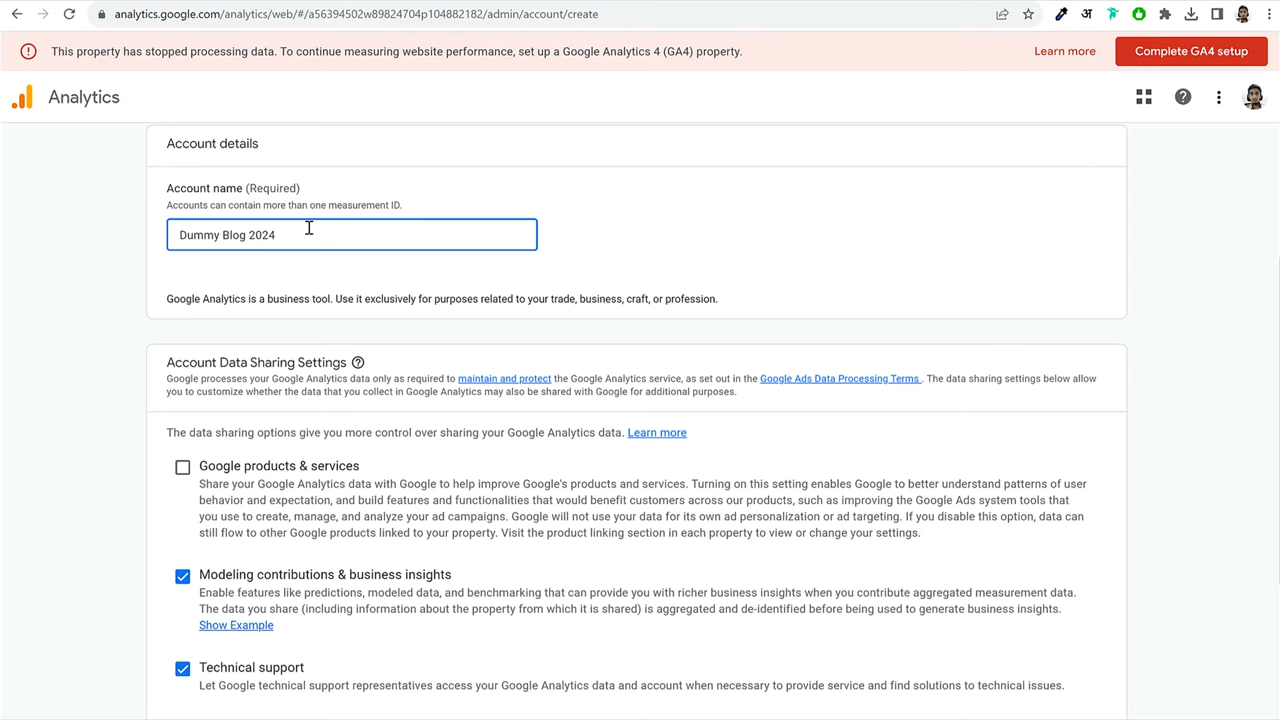 analytics.google.com/analytics/web/#/a56394502w89824704p104882182/admin/account/create
अ
This property has stopped processing data. To continue measuring website performance, set up a Google Analytics 4 (GA4) property.
Learn more
Complete GA4 setup
Analytics
Account details
Account name (Required)
Accounts can contain more than one measurement ID.
Dummy Blog 2024
Google Analytics is a business tool. Use it exclusively for purposes related to your trade, business, craft, or profession.
Account Data Sharing Settings
Google processes your Google Analytics data only as required to maintain and protect the Google Analytics service, as set out in the Google Ads Data Processing Terms . The data sharing settings below allow
you to customize whether the data that you collect in Google Analytics may also be shared with Google for additional purposes.
The data sharing options give you more control over sharing your Google Analytics data. Learn more
Google products & services
Share your Google Analytics data with Google to help improve Google's products and services. Turning on this setting enables Google to better understand patterns of user
behavior and expectation, and build features and functionalities that would benefit customers across our products, such as improving the Google Ads system tools that
you use to create, manage, and analyze your ad campaigns. Google will not use your data for its own ad personalization or ad targeting. If you disable this option, data can
still flow to other Google products linked to your property. Visit the product linking section in each property to view or change your settings.
Modeling contributions & business insights
Enable features like predictions, modeled data, and benchmarking that can provide you with richer business insights when you contribute aggregated measurement data.
The data you share (including information about the property from which it is shared) is aggregated and de-identified before being used to generate business insights.
Show Example
Technical support
Let Google technical support representatives access your Google Analytics data and account when necessary to provide service and find solutions to technical issues.